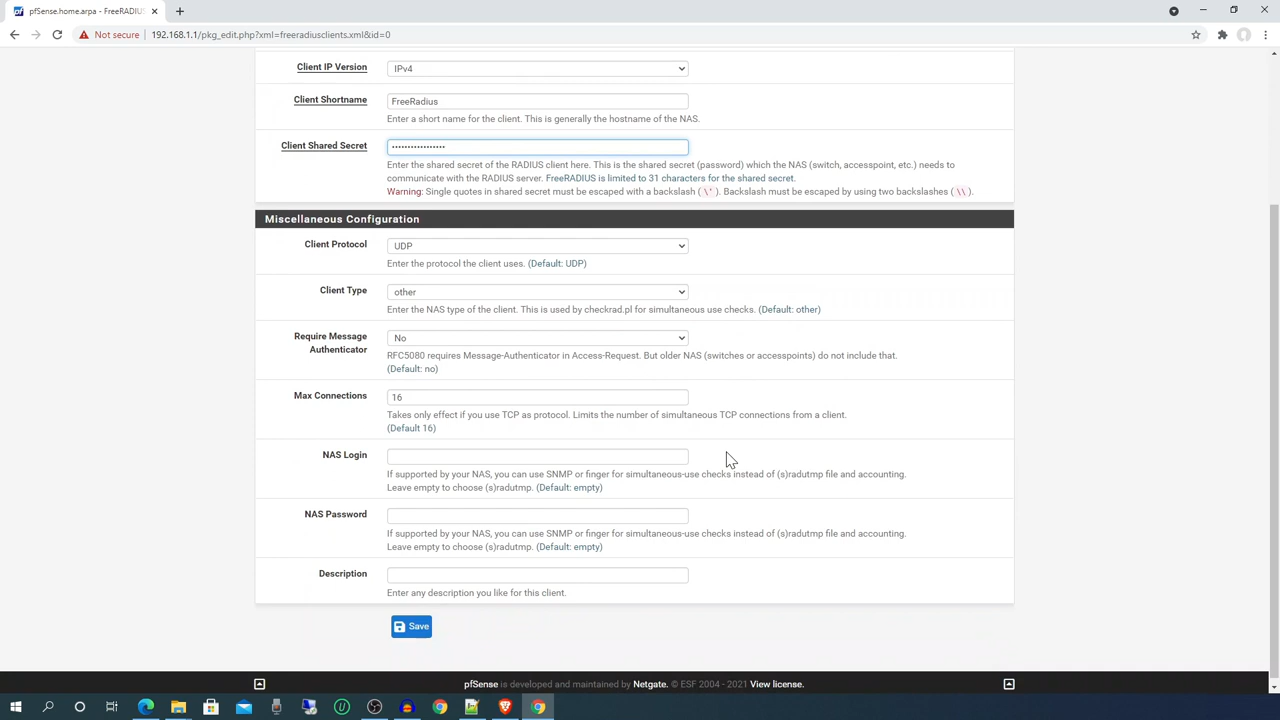 pfSense.home.arpa - FreeRADIUS
Not secure
192.168.1.1/pkg_edit.php?xml=freeradiusclients.xml&id=0
Client IP Version
IPv4
Client Shortname
FreeRadius
Enter a short name for the client. This is generally the hostname of the NAS.
Client Shared Secret
•••••••••••••••••
Enter the shared secret of the RADIUS client here. This is the shared secret (password) which the NAS (switch, accesspoint, etc.) needs to
communicate with the RADIUS server. FreeRADIUS is limited to 31 characters for the shared secret.
Warning: Single quotes in shared secret must be escaped with a backslash ( \' ). Backslash must be escaped by using two backslashes ( \\ ).
Miscellaneous Configuration
Client Protocol
UDP
Enter the protocol the client uses. (Default: UDP)
Client Type
other
Enter the NAS type of the client. This is used by checkrad.pl for simultaneous use checks. (Default: other)
Require Message
Authenticator
No
RFC5080 requires Message-Authenticator in Access-Request. But older NAS (switches or accesspoints) do not include that.
(Default: no)
Max Connections
16
Takes only effect if you use TCP as protocol. Limits the number of simultaneous TCP connections from a client.
(Default 16)
NAS Login
If supported by your NAS, you can use SNMP or finger for simultaneous-use checks instead of (s)radutmp file and accounting.
Leave empty to choose (s)radutmp. (Default: empty)
NAS Password
If supported by your NAS, you can use SNMP or finger for simultaneous-use checks instead of (s)radutmp file and accounting.
Leave empty to choose (s)radutmp. (Default: empty)
Description
Enter any description you like for this client.
Save
pfSense is developed and maintained by Netgate. © ESF 2004 - 2021 View license.